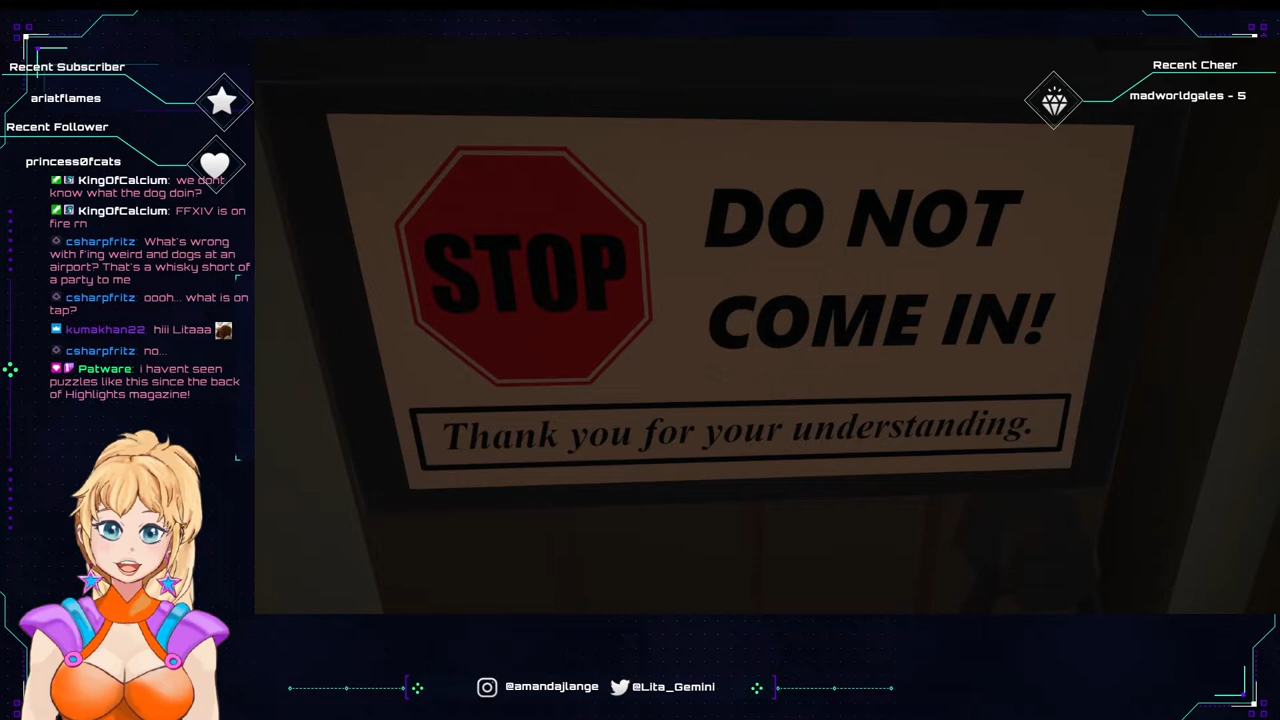 Recent Subscriber
ariatflames
Recent Follower
princess0fcats
KingOfCalcium: we dont
know what the dog doin?
KingOfCalcium: FFXIV is on
fire rn
csharpfritz: What's wrong
with f'ing weird and dogs at an
airport? That's a whisky short of
a party to me
csharpfritz: oooh... what is on
tap?
kumakhan22: hiii Litaaa
csharpfritz: no...
Patware: i havent seen
puzzles like this since the back
of Highlights magazine!
Recent Cheer
madworldgales - 5
STOP
DO NOT
COME IN!
Thank you for your understanding.
@amandajlange
@Lita_Gemini